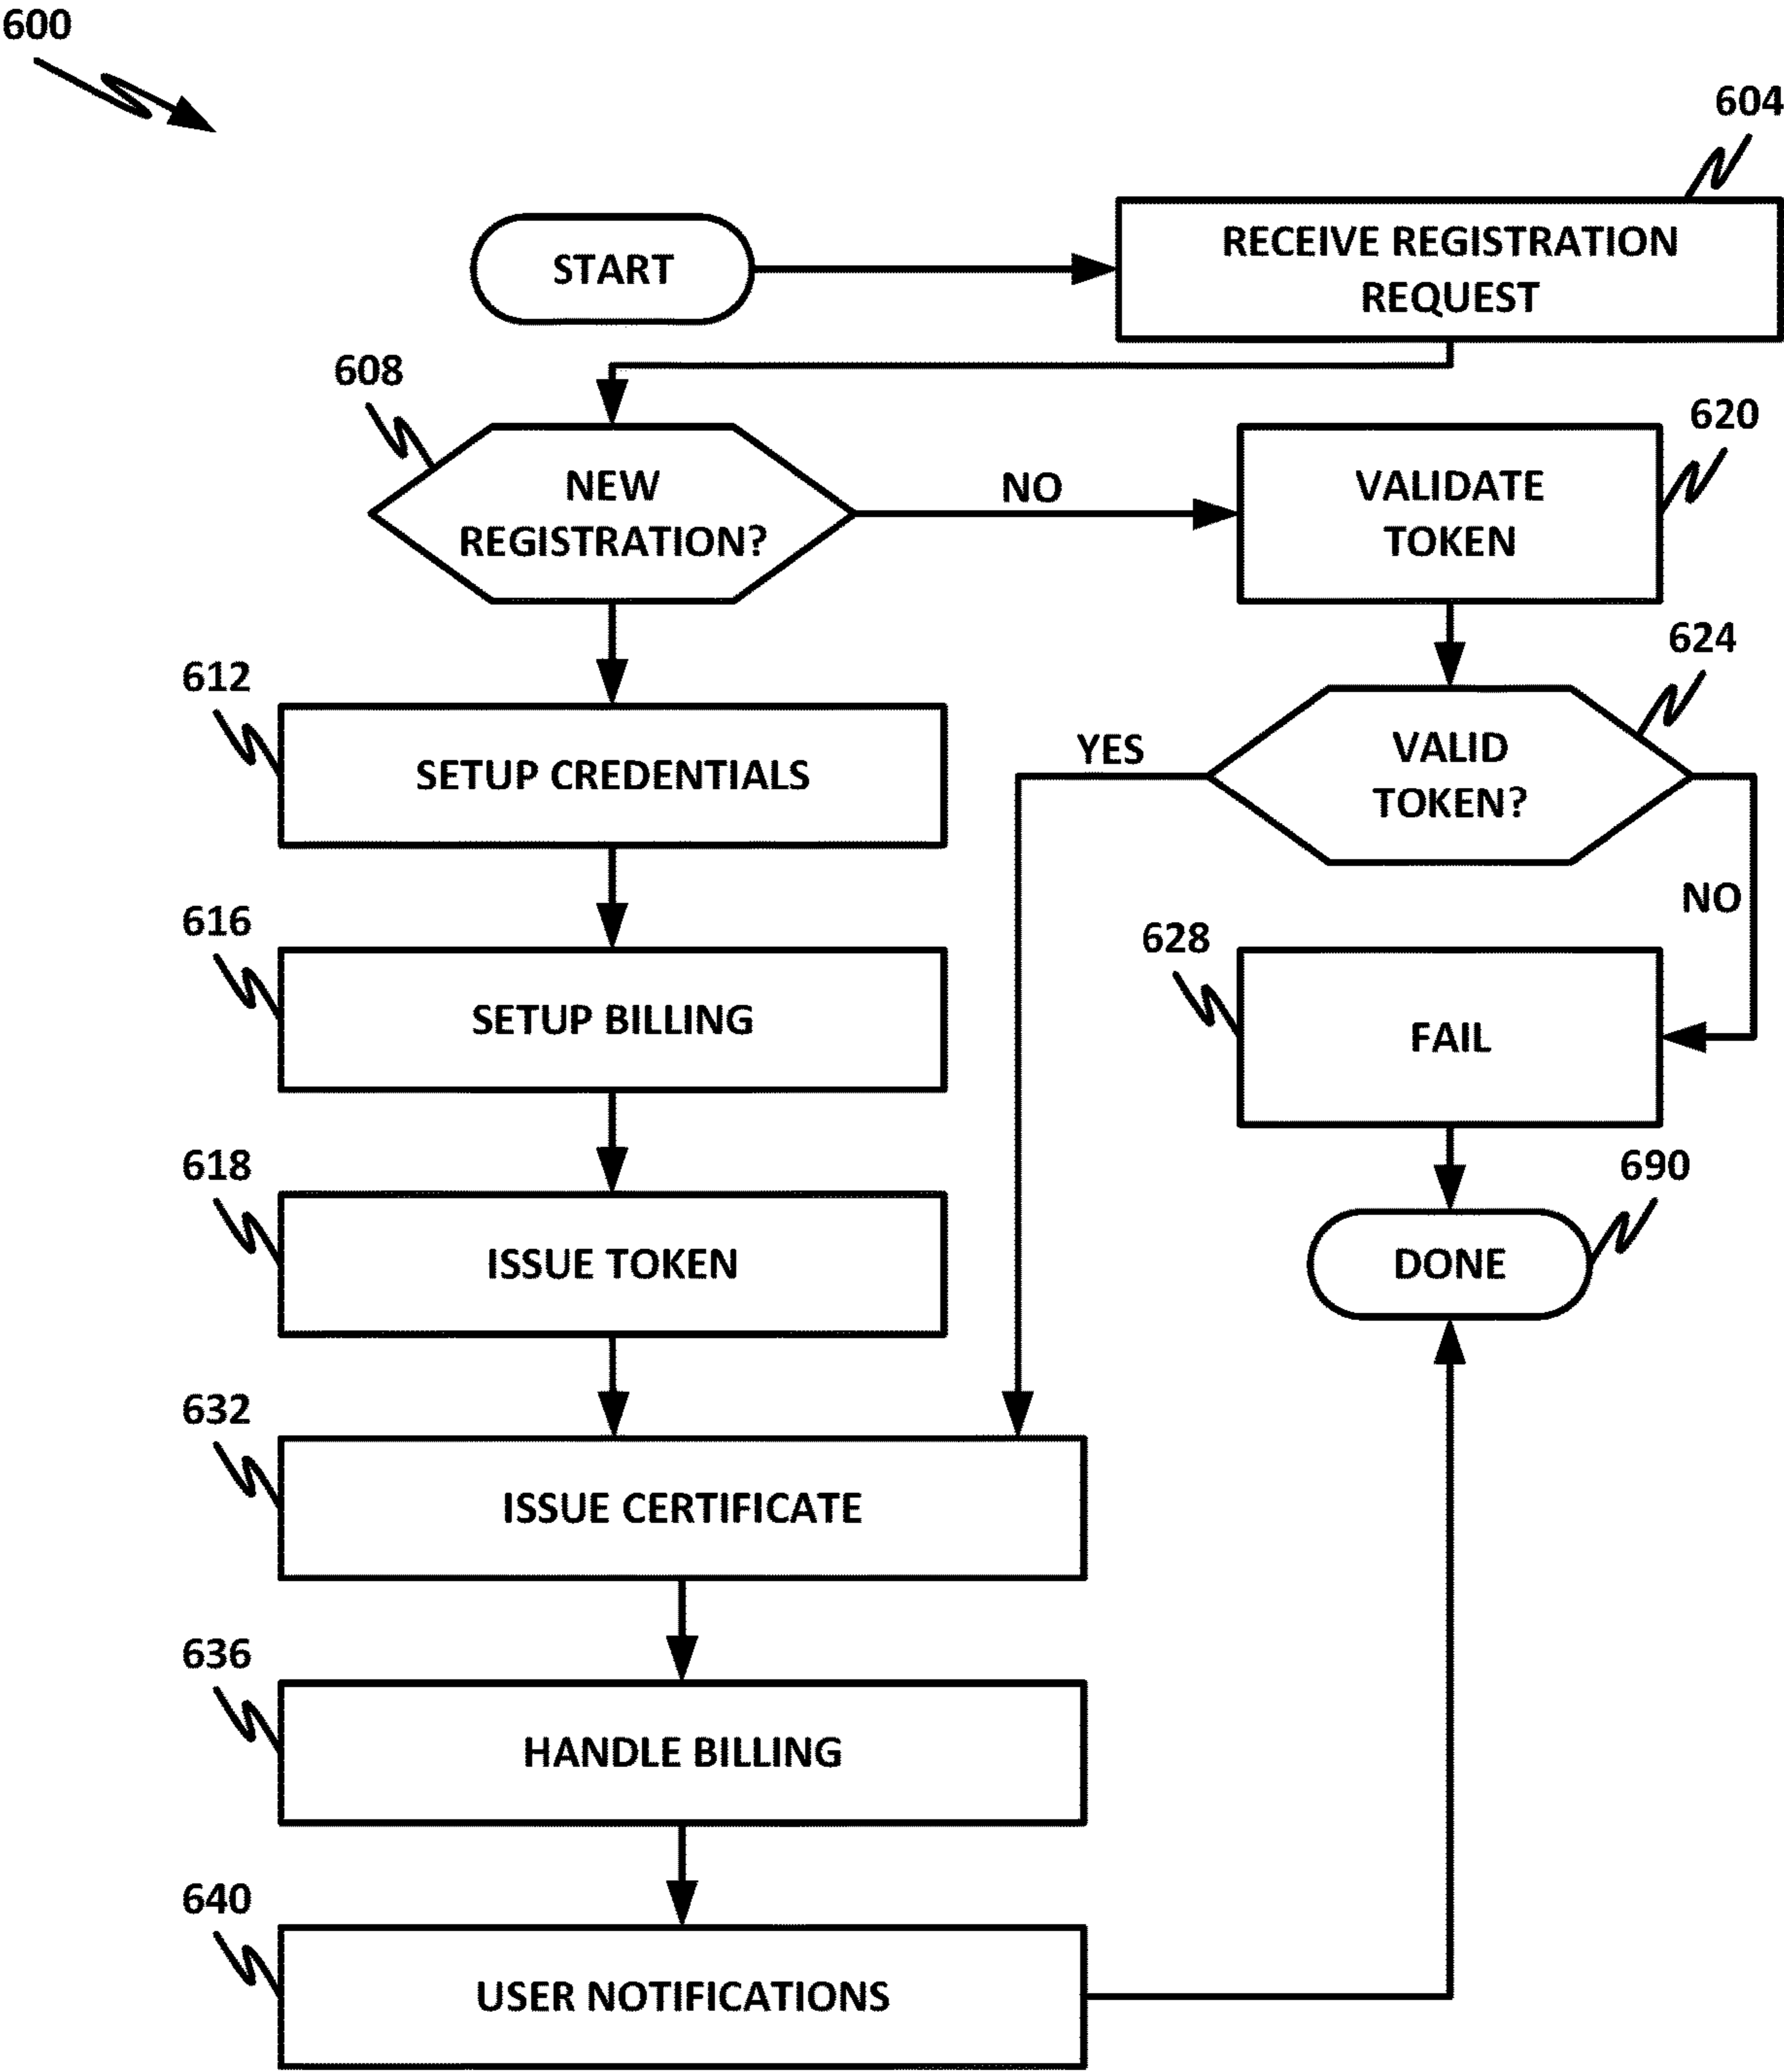 600
604
START
RECEIVE REGISTRATION
REQUEST
608
620
NEW
REGISTRATION?
NO
VALIDATE
TOKEN
624
612
YES
VALID
TOKEN?
SETUP CREDENTIALS
NO
616
628
SETUP BILLING
FAIL
618
690
ISSUE TOKEN
DONE
632
ISSUE CERTIFICATE
636
HANDLE BILLING
640
USER NOTIFICATIONS